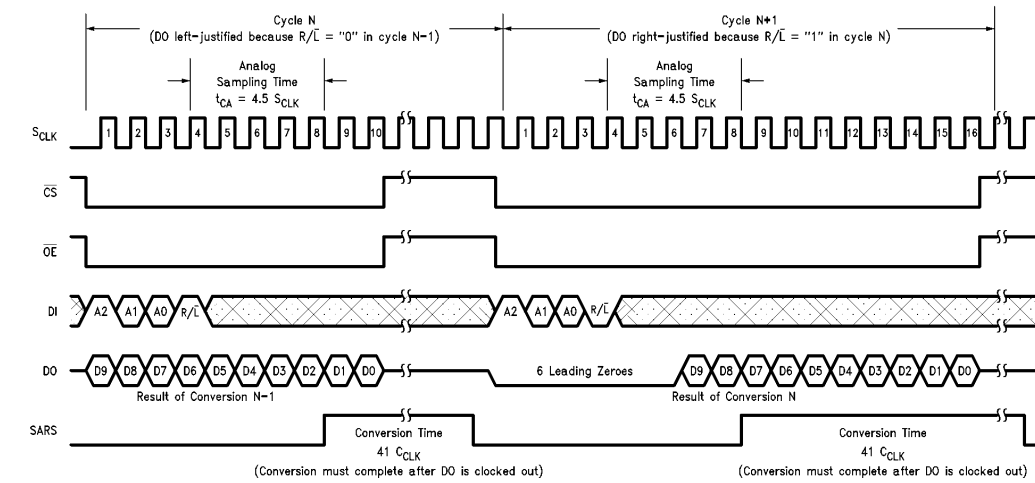 Cycle N
(DO left-justified because R/L̅ = "0" in cycle N-1)
Cycle N+1
(DO right-justified because R/L̅ = "1" in cycle N)
Analog
Sampling Time
tCA = 4.5 SCLK
Analog
Sampling Time
tCA = 4.5 SCLK
SCLK 1 2 3 4 5 6 7 8 9 10 1 2 3 4 5 6 7 8 9 10 11 12 13 14 15 16
C̅S̅
O̅E̅
DI A2 A1 A0 R/L̅ A2 A1 A0 R/L̅
DO D9 D8 D7 D6 D5 D4 D3 D2 D1 D0 6 Leading Zeroes D9 D8 D7 D6 D5 D4 D3 D2 D1 D0
Result of Conversion N-1
Result of Conversion N
SARS
Conversion Time
41 CCLK
(Conversion must complete after DO is clocked out)
Conversion Time
41 CCLK
(Conversion must complete after DO is clocked out)